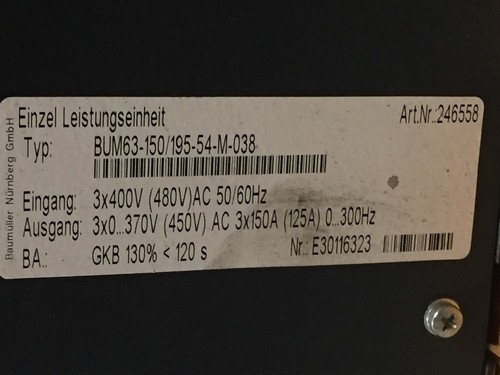 Einzel Leistungseinheit Art.Nr.:246558
Typ: BUM63-150/195-54-M-038
Eingang: 3x400V (480V)AC 50/60Hz
Ausgang: 3x0...370V (450V) AC 3x150A (125A) 0...300Hz
BA.: GKB 130% < 120 s Nr.: E30116323
Baumüller Nürnberg GmbH